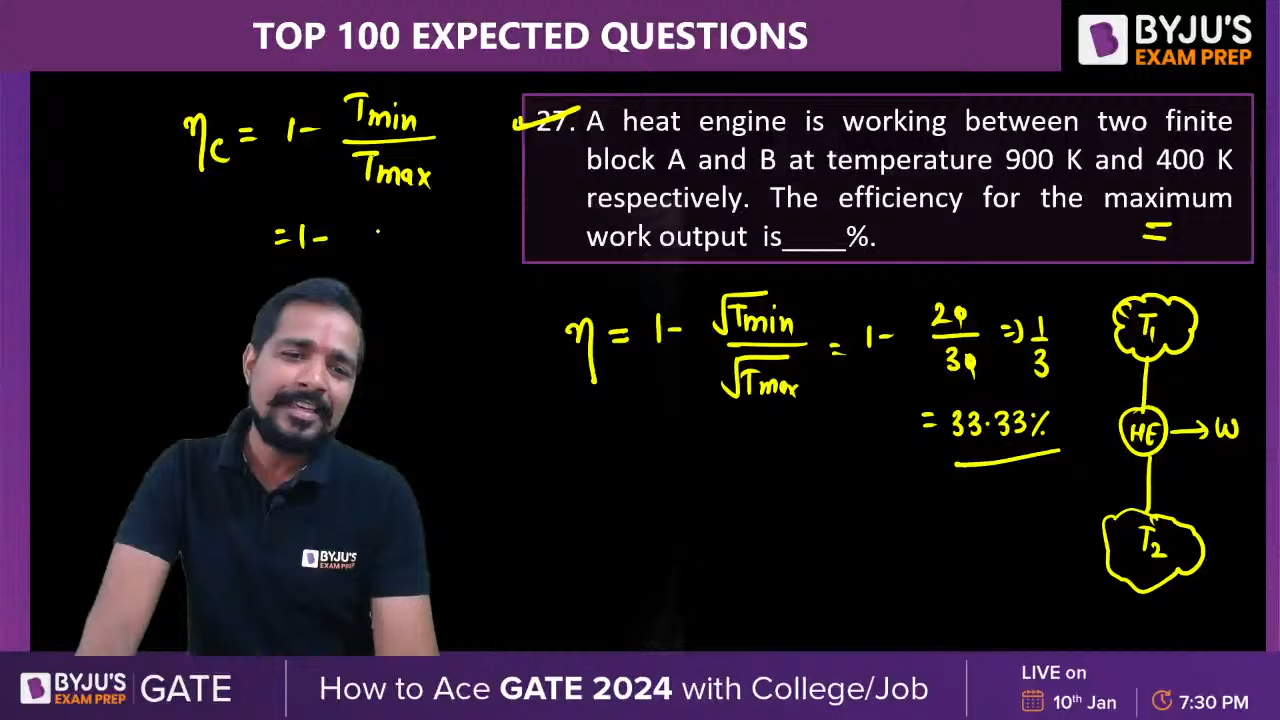 TOP 100 EXPECTED QUESTIONS
BYJU'S
EXAM PREP
ηc = 1- Tmin / Tmax
= 1-
27. A heat engine is working between two finite
block A and B at temperature 900 K and 400 K
respectively. The efficiency for the maximum
work output is____%.
η = 1- √Tmin / √Tmax = 1- 20/30 => 1/3
= 33.33%
T1
HE → W
T2
BYJU'S
EXAM PREP
BYJU'S
EXAM PREP
GATE
How to Ace GATE 2024 with College/Job
LIVE on
10th Jan
7:30 PM